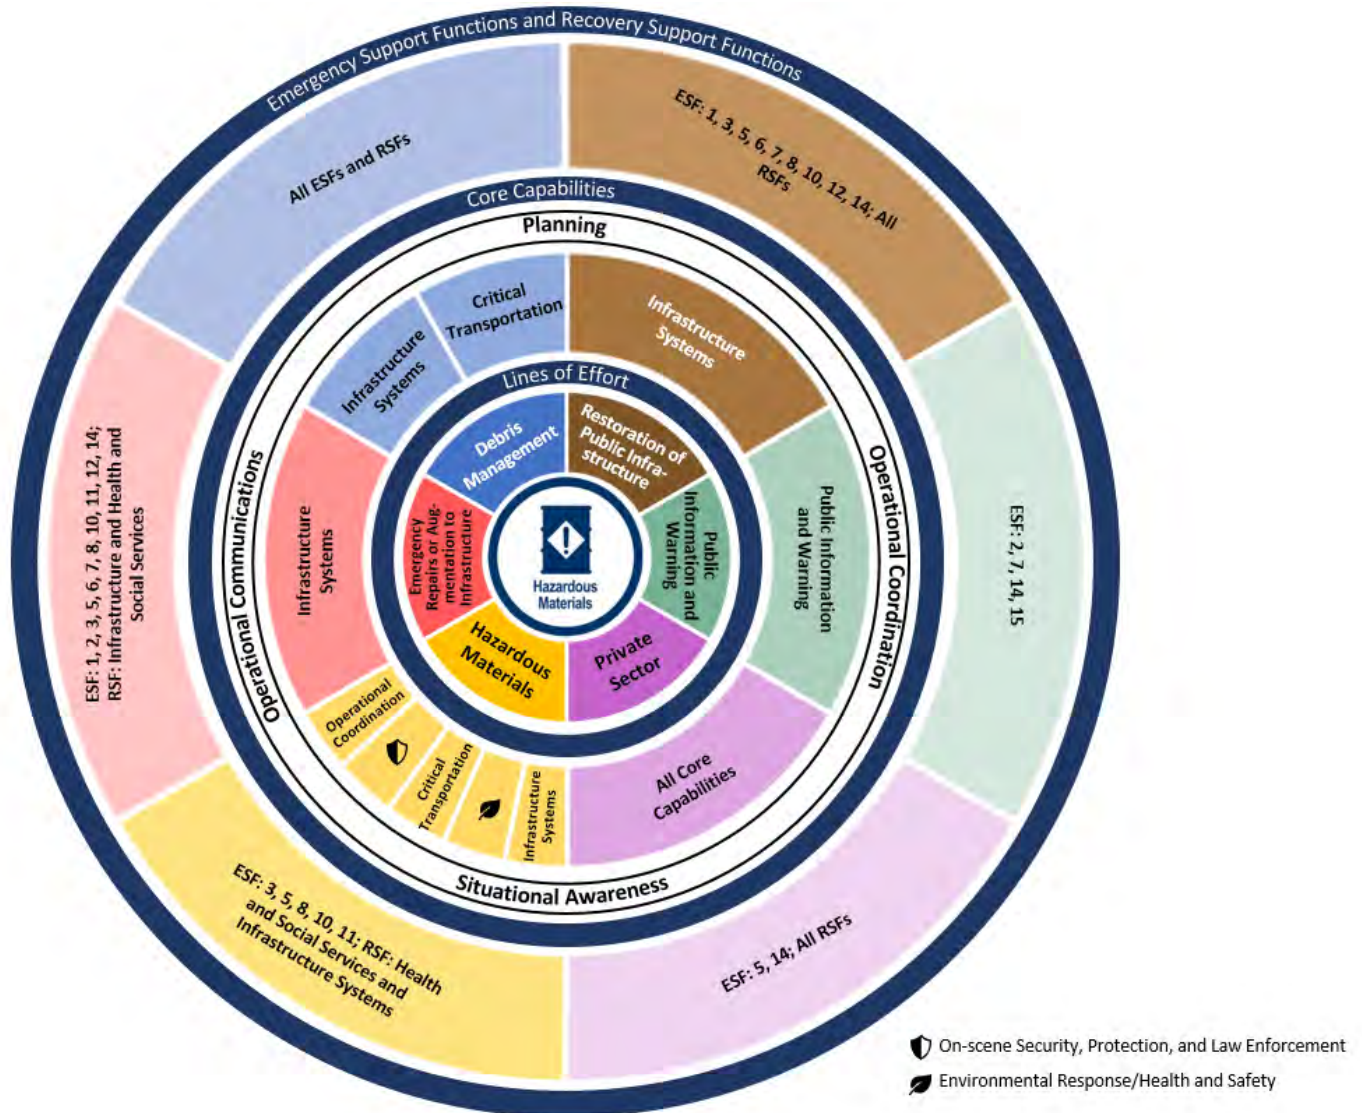 Emergency Support Functions and Recovery Support Functions
All ESFs and RSFs
ESF: 1, 3, 5, 6, 7, 8, 10, 12, 14; All
RSFs
Core Capabilities
Planning
Critical
Transportation
Infrastructure
Systems
Infrastructure
Systems
Lines of Effort
Debris
Management
Restoration of
Public Infra-
structure
ESF: 1, 2, 3, 5, 6, 7, 8, 10, 11, 12, 14;
RSF: Infrastructure and Health and
Social Services
Operational Communications
Infrastructure
Systems
Emergency
Repairs or Aug-
mentation to
Infrastructure
Hazardous
Materials
Public
Information and
Warning
Public Information
and Warning
Operational Coordination
ESF: 2, 7, 14, 15
Hazardous
Materials
Private
Sector
Operational
Coordination
Critical
Transportation
Infrastructure
Systems
All Core
Capabilities
Situational Awareness
ESF: 3, 5, 8, 10, 11; RSF: Health
and Social Services and
Infrastructure Systems
ESF: 5, 14; All RSFs
On-scene Security, Protection, and Law Enforcement
Environmental Response/Health and Safety